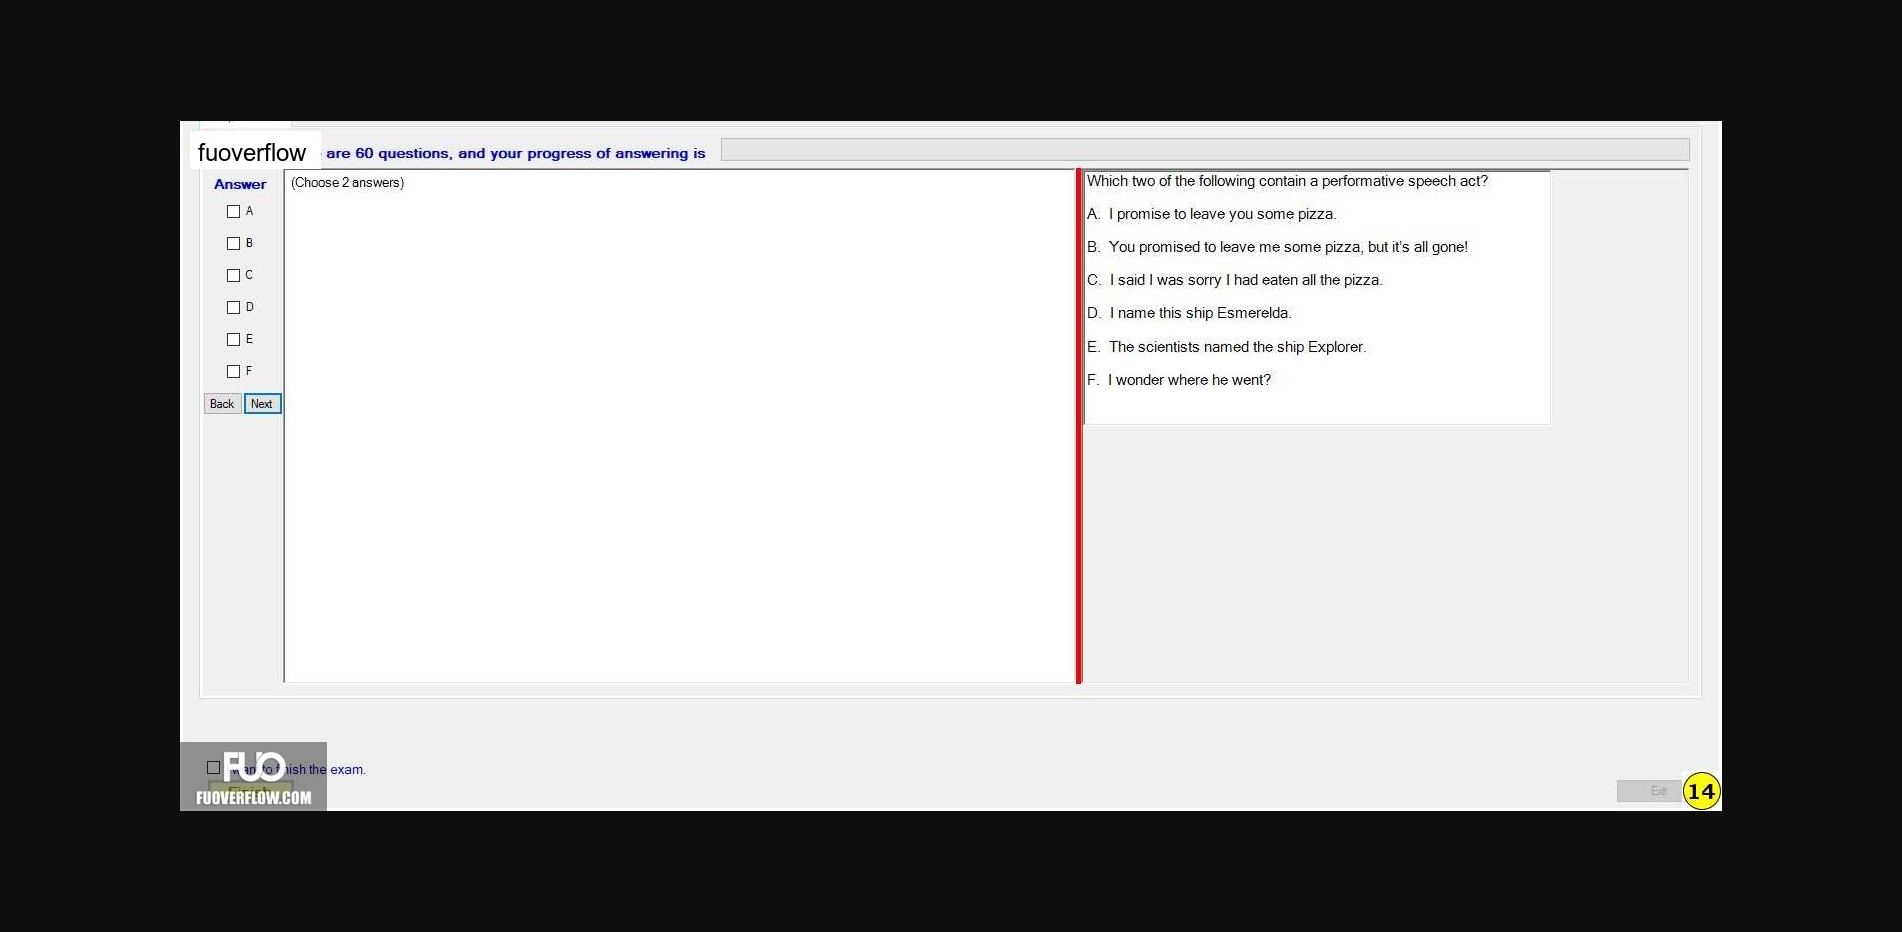 fuoverflow are 60 questions, and your progress of answering is
Answer
A
B
C
D
E
F
Back Next
(Choose 2 answers)
Which two of the following contain a performative speech act?
A. I promise to leave you some pizza.
B. You promised to leave me some pizza, but it's all gone!
C. I said I was sorry I had eaten all the pizza.
D. I name this ship Esmerelda.
E. The scientists named the ship Explorer.
F. I wonder where he went?
FUO
want to finish the exam.
Finish
FUOVERFLOW.COM
Exit
14